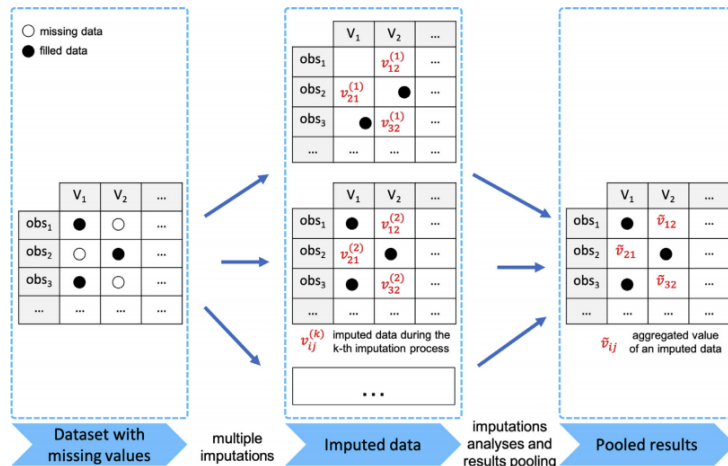 missing data
filled data
V1 V2 ...
obs1 v12^(1)
obs2 v21^(1)
obs3 v32^(1)
... ... ... ...
V1 V2 ...
obs1 ...
obs2 ...
obs3 ...
... ... ... ...
V1 V2 ...
obs1 v12^(2) ...
obs2 v21^(2) ...
obs3 v32^(2) ...
... ... ... ...
V1 V2 ...
obs1 ṽ12 ...
obs2 ṽ21 ...
obs3 ṽ32 ...
... ... ... ...
vij^(k) imputed data during the
k-th imputation process
ṽij aggregated value
of an imputed data
...
Dataset with
missing values
multiple
imputations
Imputed data
imputations
analyses and
results pooling
Pooled results